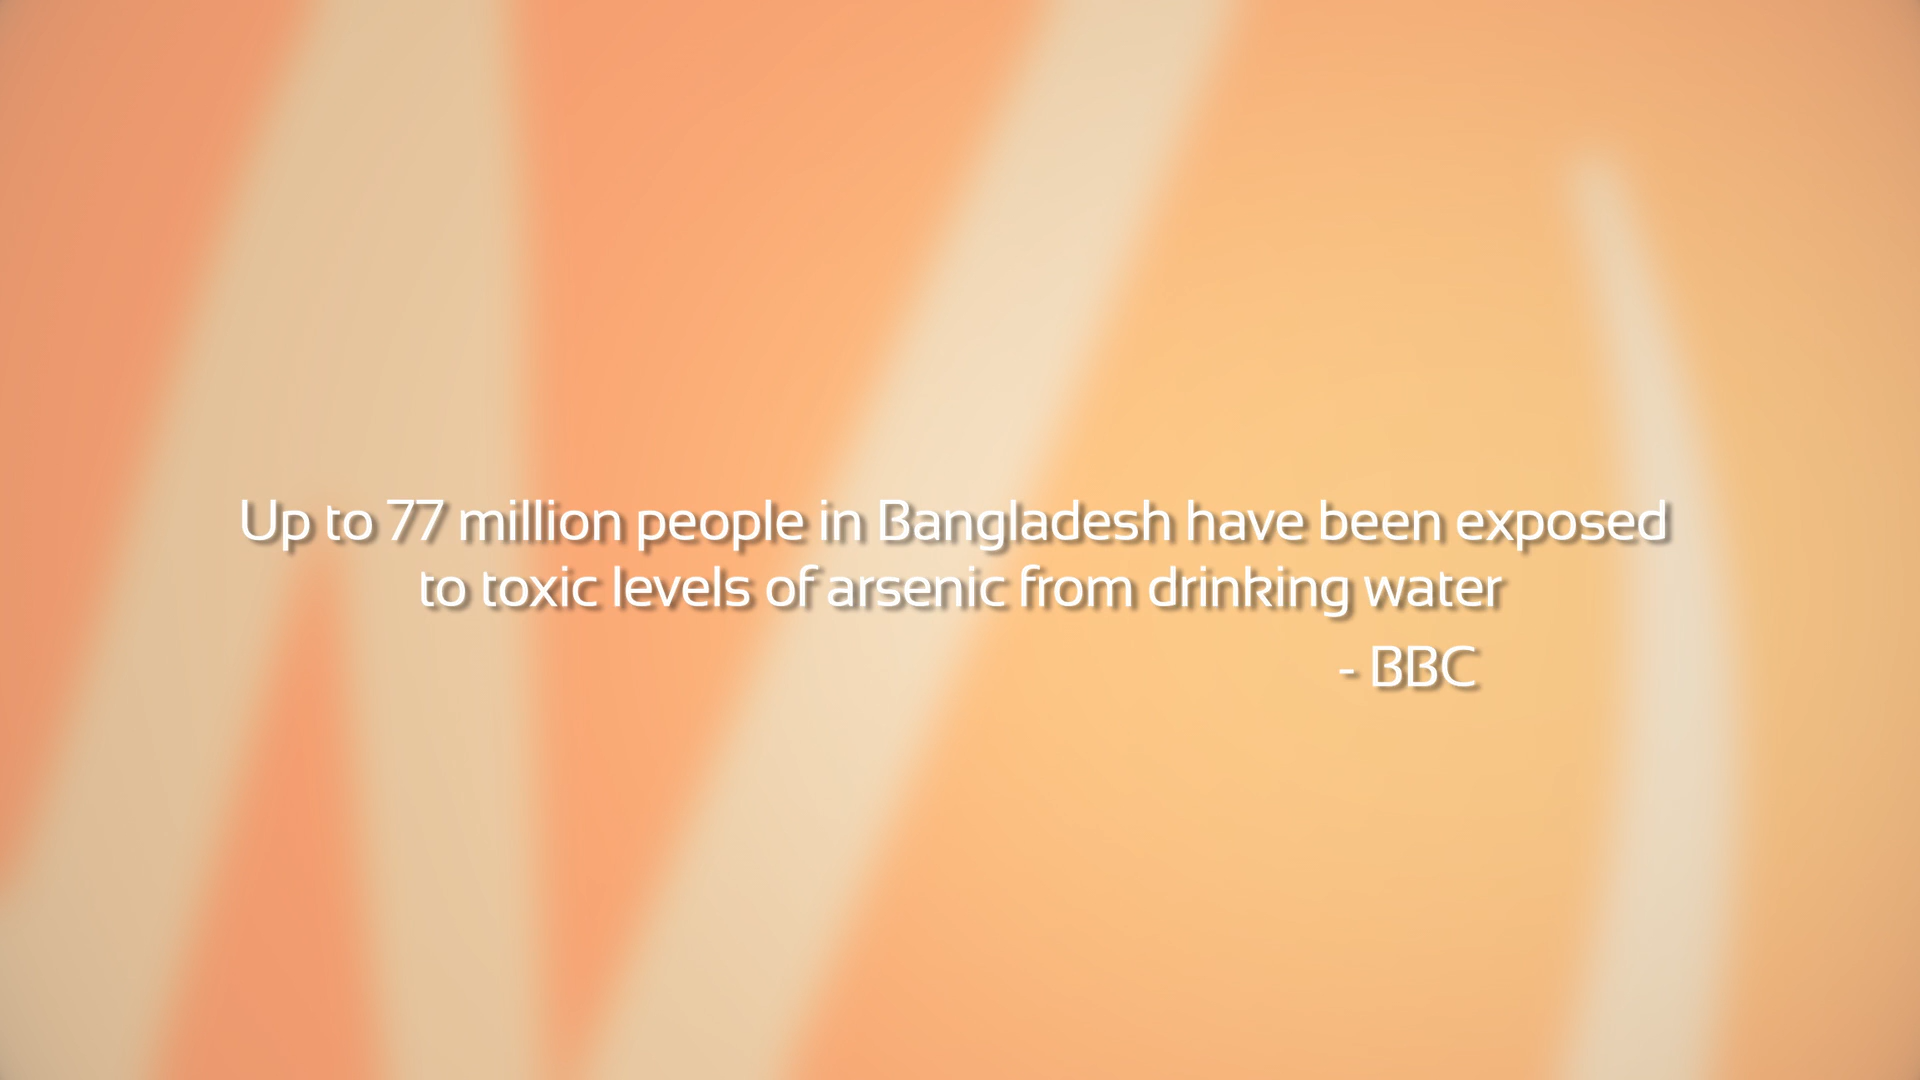 Up to 77 million people in Bangladesh have been exposed
to toxic levels of arsenic from drinking water
- BBC